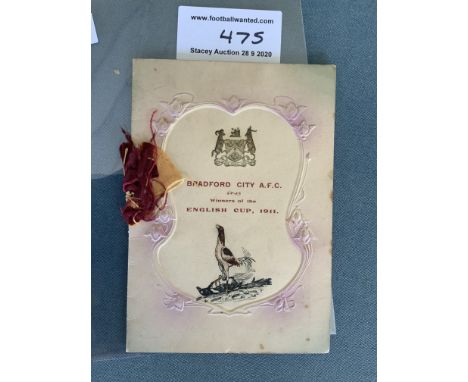 www.footballwanted.com
475
Stacey Auction 28 9 2020
BRADFORD CITY A.F.C.
Winners of the
ENGLISH CUP, 1911.